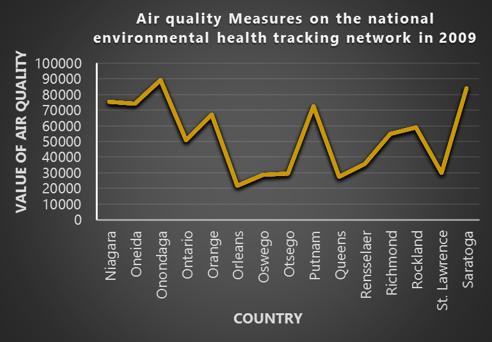 Air quality Measures on the national
environmental health tracking network in 2009
VALUE OF AIR QUALITY
100000
90000
80000
70000
60000
50000
40000
30000
20000
10000
0
Niagara
Oneida
Onondaga
Ontario
Orange
Orleans
Oswego
Otsego
Putnam
Queens
Rensselaer
Richmond
Rockland
St. Lawrence
Saratoga
COUNTRY